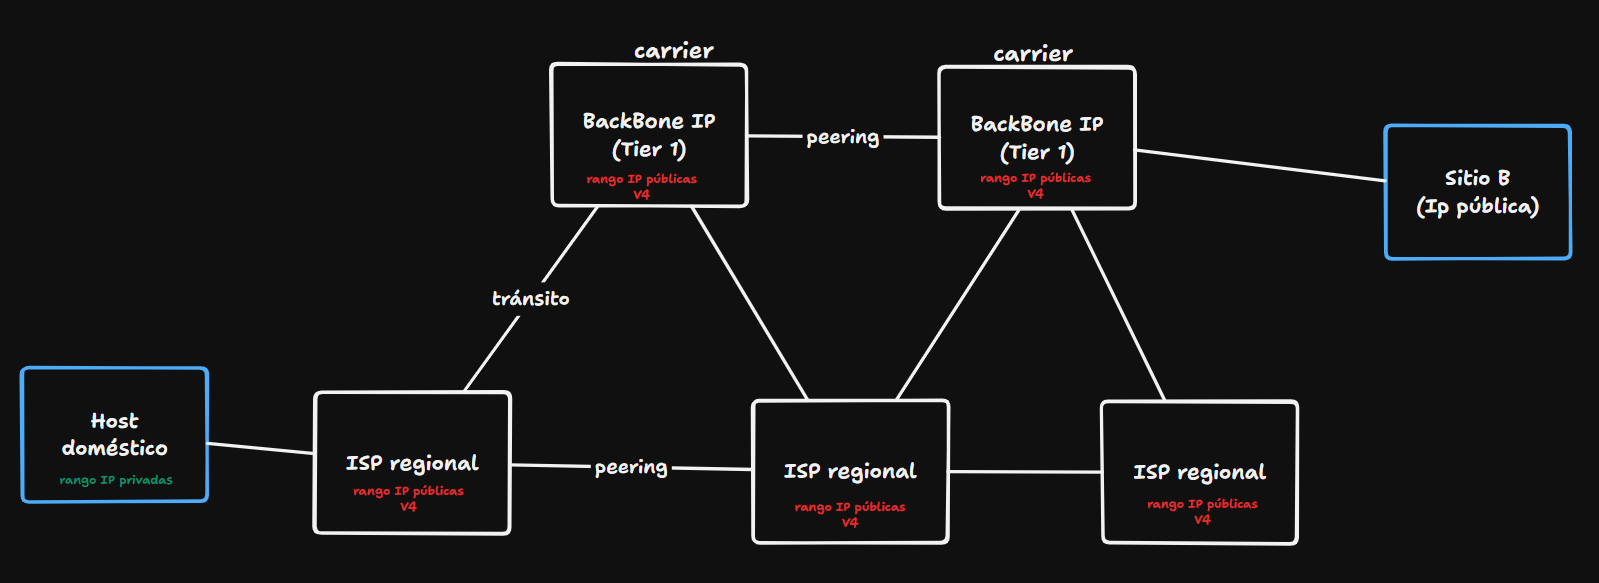 carrier
BackBone IP
(Tier 1)
rango IP públicas
V4
peering
carrier
BackBone IP
(Tier 1)
rango IP públicas
V4
Sitio B
(Ip pública)
tránsito
Host
doméstico
rango IP privadas
ISP regional
rango IP públicas
V4
peering
ISP regional
rango IP públicas
V4
ISP regional
rango IP públicas
V4